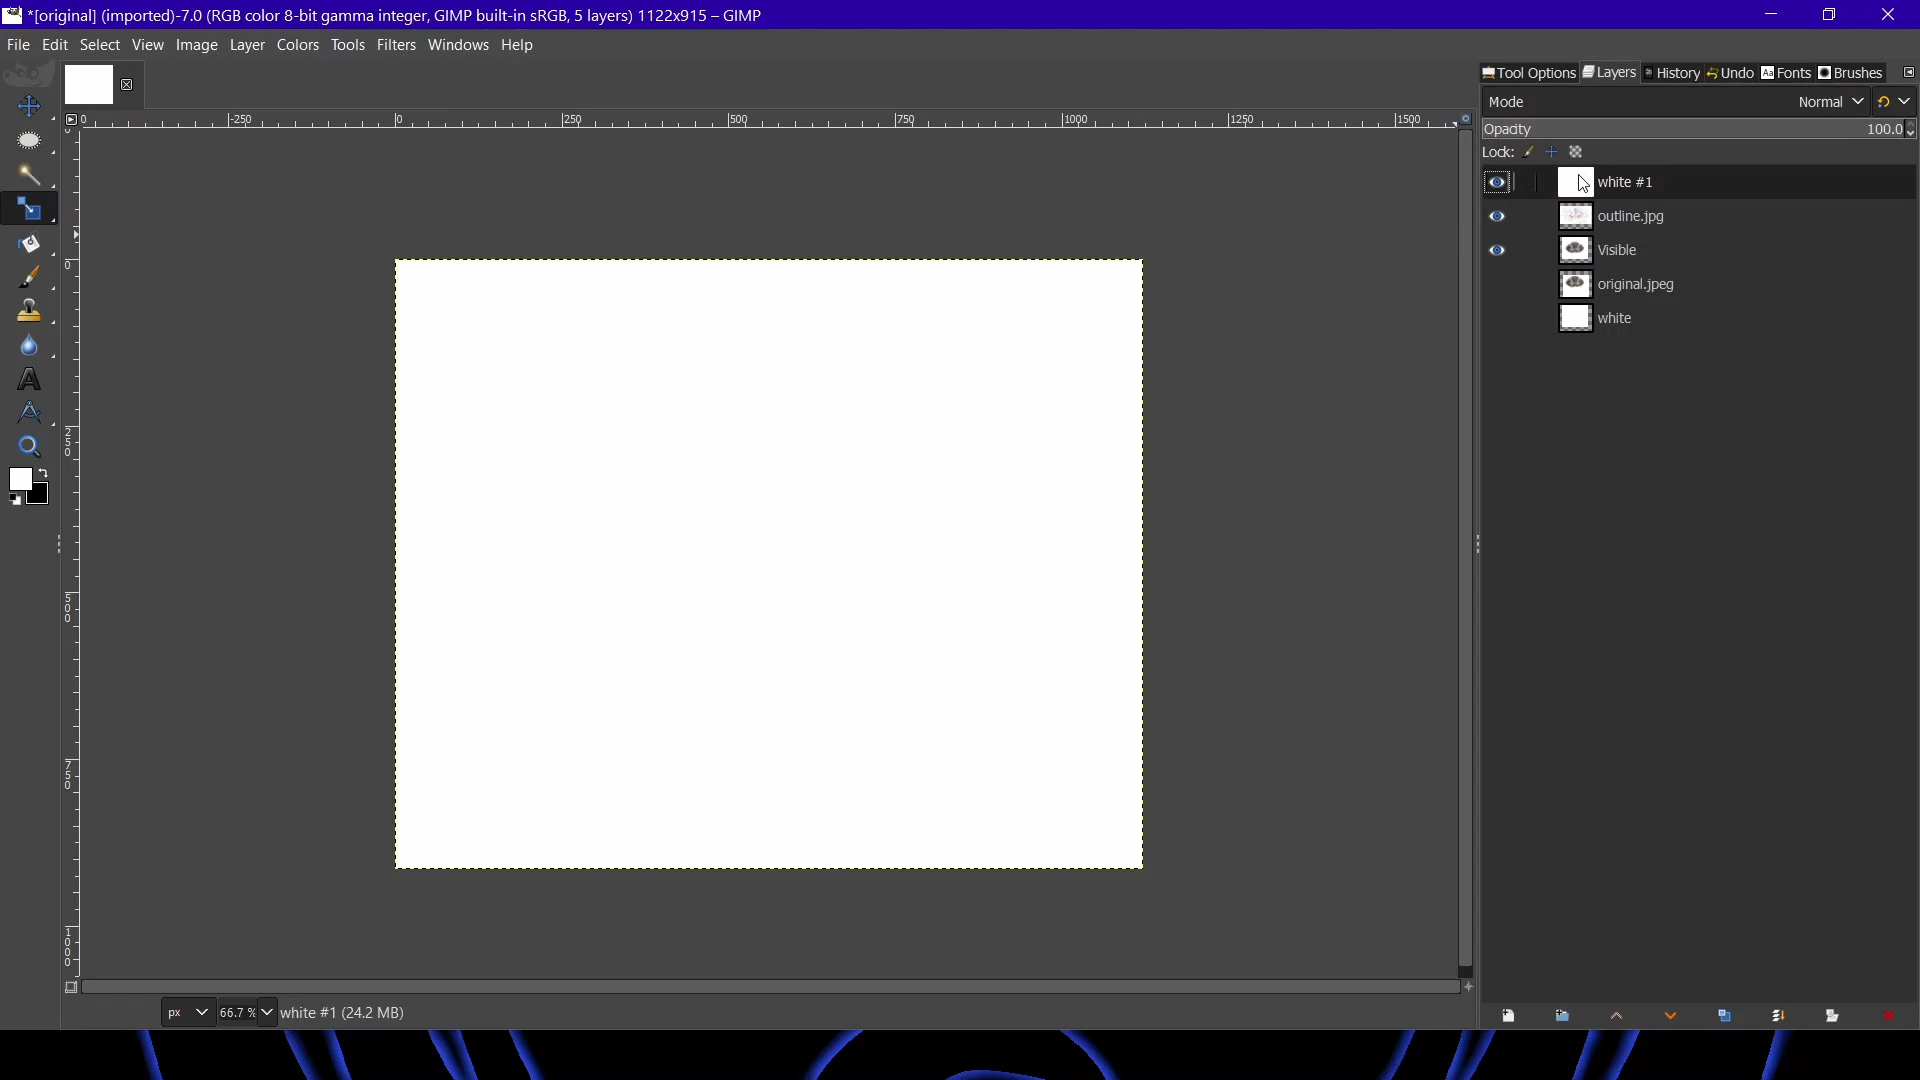 *[original] (imported)-7.0 (RGB color 8-bit gamma integer, GIMP built-in sRGB, 5 layers) 1122x915 – GIMP
File Edit Select View Image Layer Colors Tools Filters Windows Help
Tool Options Layers History Undo Aa Fonts Brushes
Mode Normal
Opacity 100.0
Lock:
0 -250 0 250 500 750 1000 1250 1500
0
250
500
750
1000
white #1
outline.jpg
Visible
original.jpeg
white
px 66.7 % white #1 (24.2 MB)